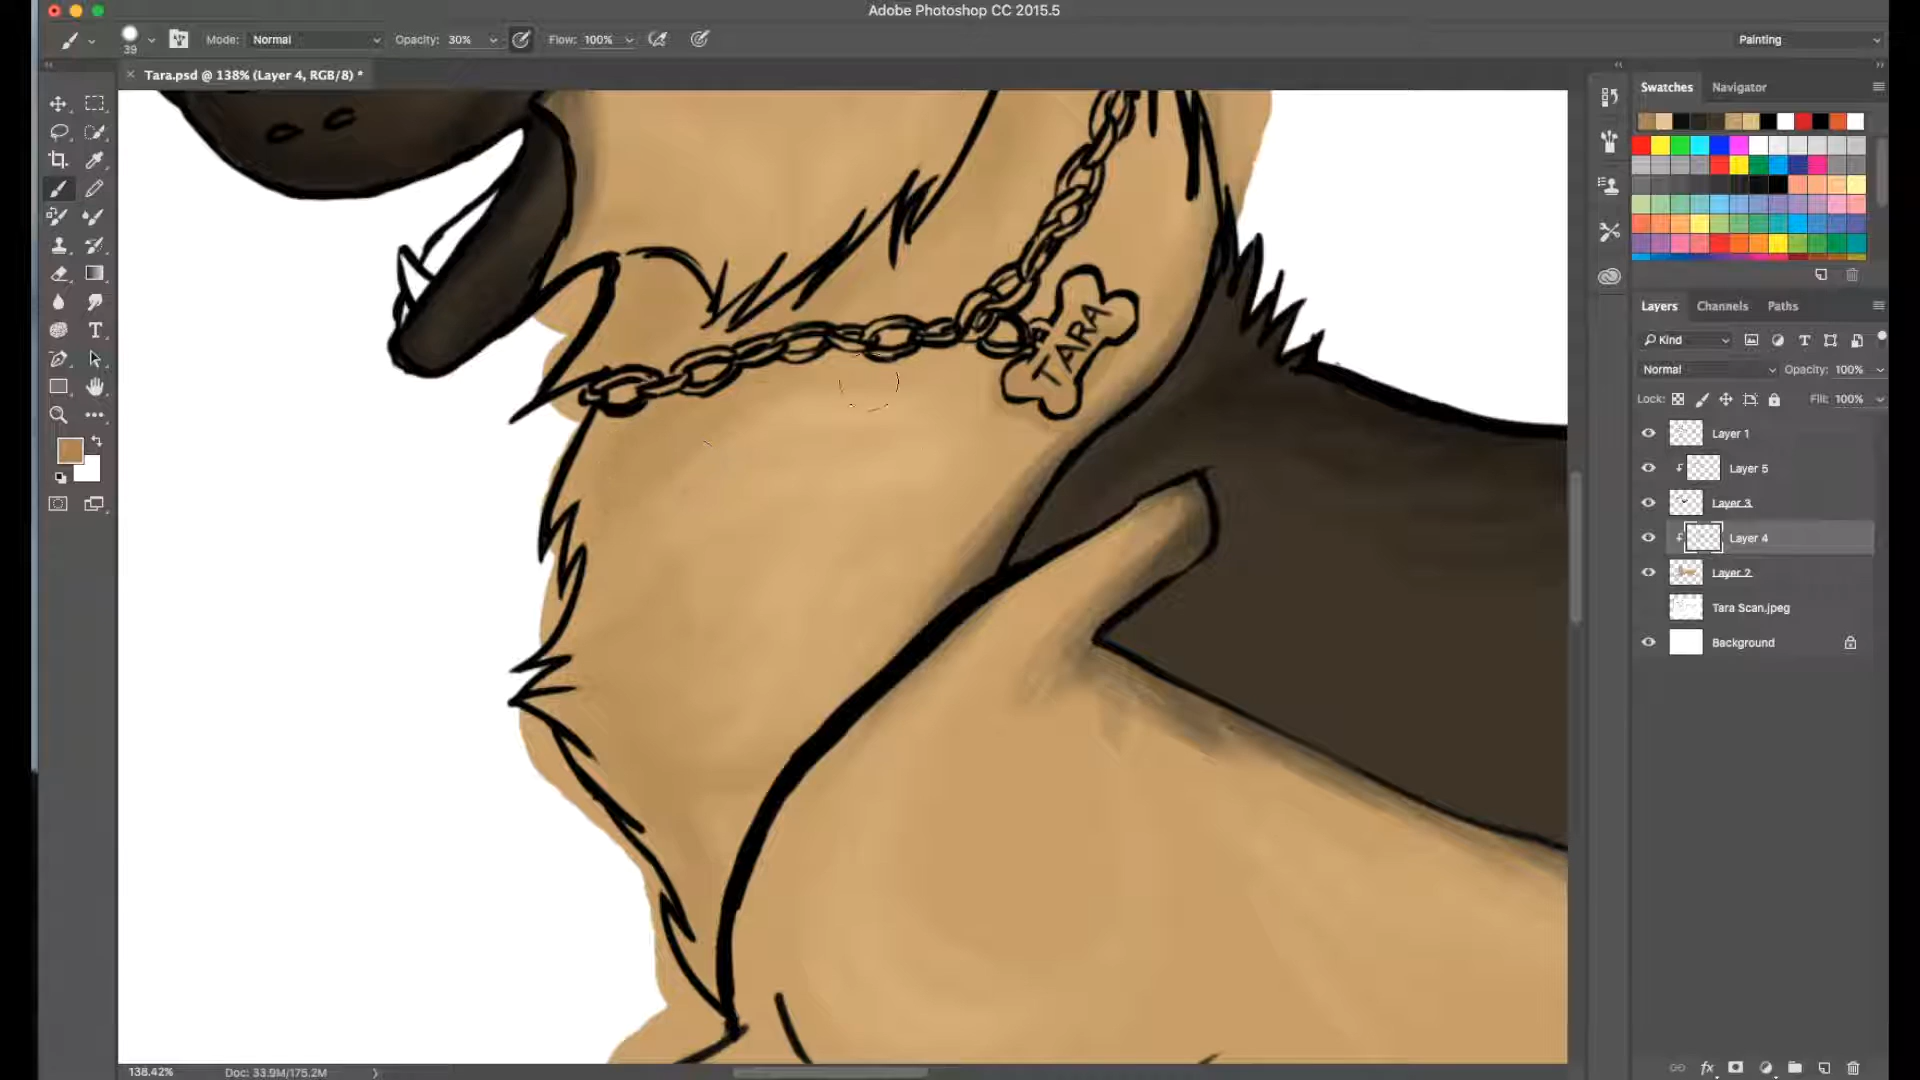 Adobe Photoshop CC 2015.5
39
Mode: Normal
Opacity: 30%
Flow: 100%
Painting
Tara.psd @ 138% (Layer 4, RGB/8) *
Swatches
Navigator
TARA
Layers
Channels
Paths
Kind
Normal
Opacity: 100%
Lock:
Fill: 100%
Layer 1
Layer 5
Layer 3
Layer 4
Layer 2
Tara Scan.jpeg
Background
138.42%
Doc: 33.9M/175.2M